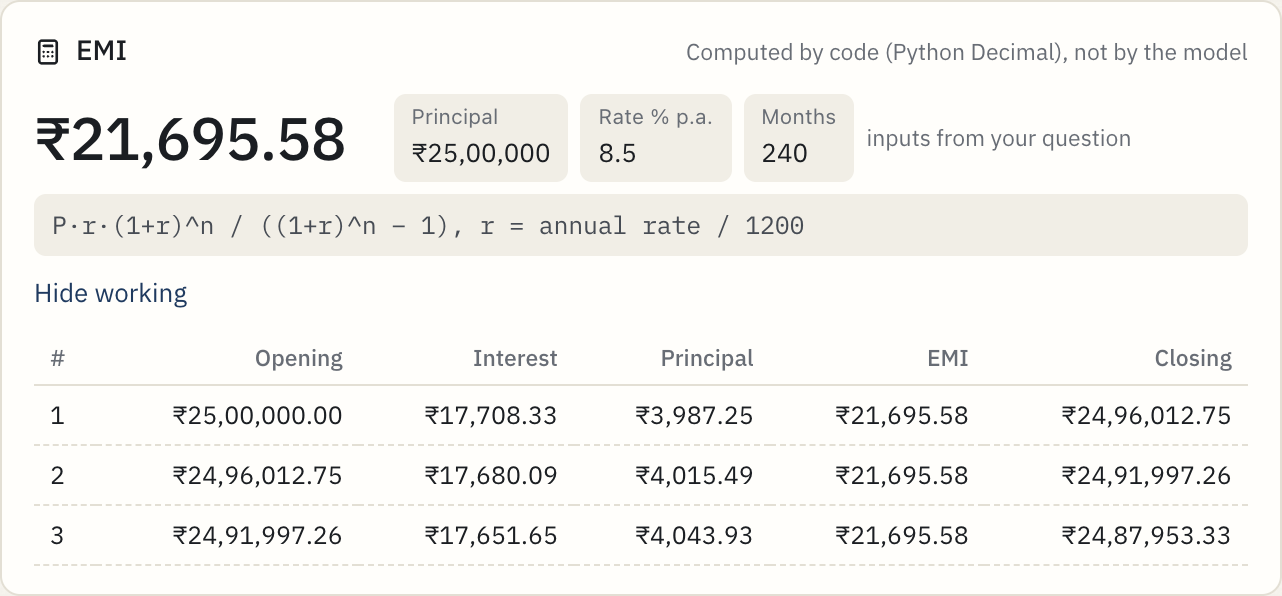 EMI
Computed by code (Python Decimal), not by the model
₹21,695.58
Principal
₹25,00,000
Rate % p.a.
8.5
Months
240
inputs from your question
P·r·(1+r)^n / ((1+r)^n − 1), r = annual rate / 1200
Hide working
# Opening Interest Principal EMI Closing
1 ₹25,00,000.00 ₹17,708.33 ₹3,987.25 ₹21,695.58 ₹24,96,012.75
2 ₹24,96,012.75 ₹17,680.09 ₹4,015.49 ₹21,695.58 ₹24,91,997.26
3 ₹24,91,997.26 ₹17,651.65 ₹4,043.93 ₹21,695.58 ₹24,87,953.33